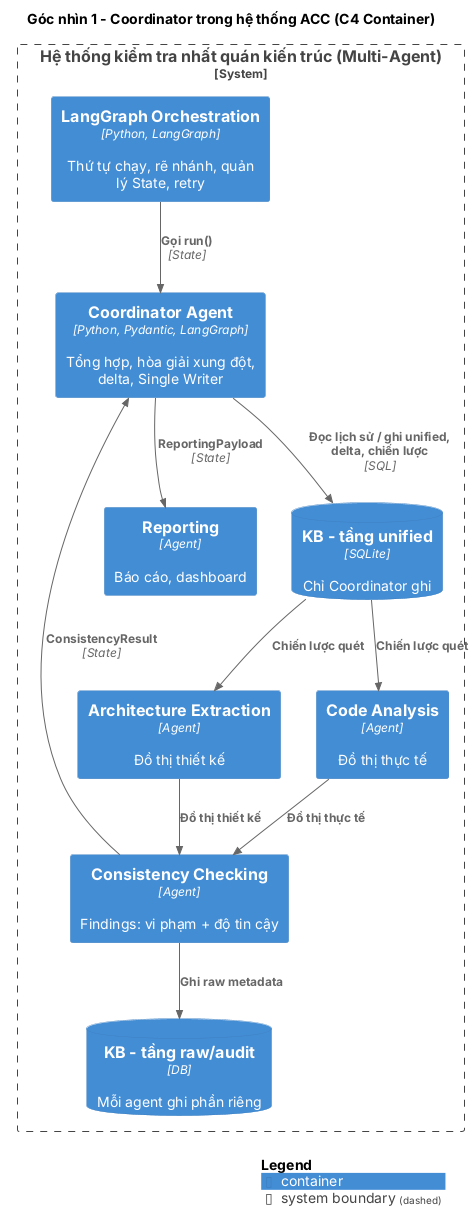 Góc nhìn 1 - Coordinator trong hệ thống ACC (C4 Container)
Hệ thống kiểm tra nhất quán kiến trúc (Multi-Agent)
[System]
LangGraph Orchestration
[Python, LangGraph]
Thứ tự chạy, rẽ nhánh, quản
lý State, retry
Gọi run()
[State]
Coordinator Agent
[Python, Pydantic, LangGraph]
Tổng hợp, hòa giải xung đột,
delta, Single Writer
ReportingPayload
[State]
Đọc lịch sử / ghi unified,
delta, chiến lược
[SQL]
Reporting
[Agent]
Báo cáo, dashboard
KB - tầng unified
[SQLite]
Chỉ Coordinator ghi
ConsistencyResult
[State]
Chiến lược quét
Chiến lược quét
Architecture Extraction
[Agent]
Đồ thị thiết kế
Code Analysis
[Agent]
Đồ thị thực tế
Đồ thị thiết kế
Đồ thị thực tế
Consistency Checking
[Agent]
Findings: vi phạm + độ tin cậy
Ghi raw metadata
KB - tầng raw/audit
[DB]
Mỗi agent ghi phần riêng
Legend
container
system boundary (dashed)